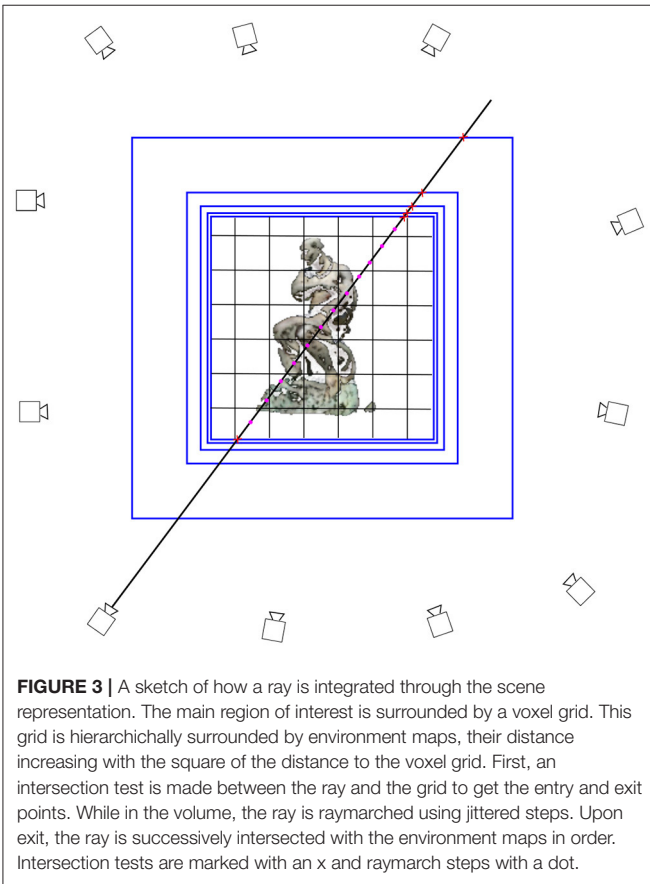 FIGURE 3 | A sketch of how a ray is integrated through the scene
representation. The main region of interest is surrounded by a voxel grid. This
grid is hierarchichally surrounded by environment maps, their distance
increasing with the square of the distance to the voxel grid. First, an
intersection test is made between the ray and the grid to get the entry and exit
points. While in the volume, the ray is raymarched using jittered steps. Upon
exit, the ray is successively intersected with the environment maps in order.
Intersection tests are marked with an x and raymarch steps with a dot.